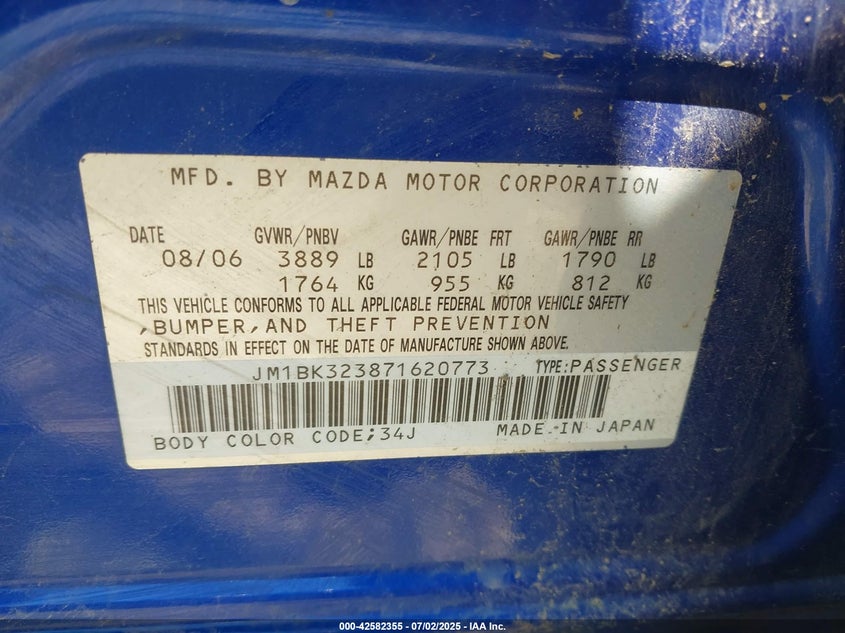 MFD. BY MAZDA MOTOR CORPORATION
DATE GVWR/PNBV GAWR/PNBE FRT GAWR/PNBE RR
08/06 3889 LB 2105 LB 1790 LB
1764 KG 955 KG 812 KG
THIS VEHICLE CONFORMS TO ALL APPLICABLE FEDERAL MOTOR VEHICLE SAFETY
,BUMPER,AND THEFT PREVENTION
STANDARDS IN EFFECT ON THE DATE OF MANUFACTURE SHOWN ABOVE.
JM1BK323871620773 TYPE:PASSENGER
BODY COLOR CODE;34J MADE IN JAPAN
000-42582355 - 07/02/2025 - IAA Inc.